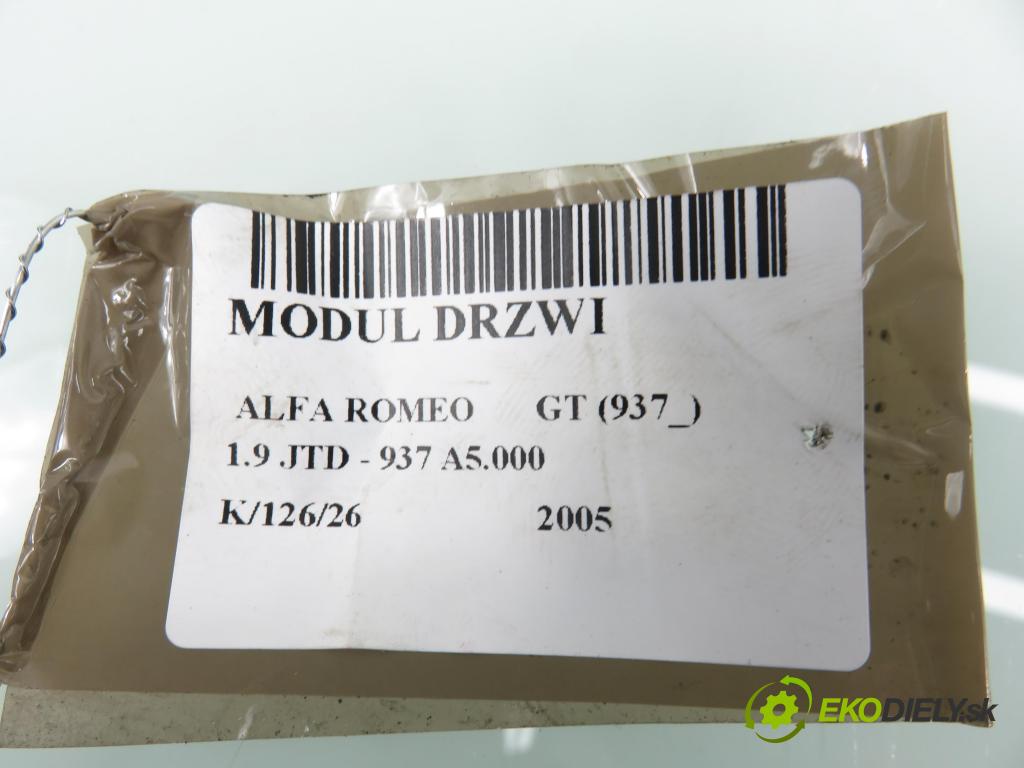 MODUL DRZWI
ALFA ROMEO GT (937_)
1.9 JTD - 937 A5.000
K/126/26 2005
EKODIELY.sk